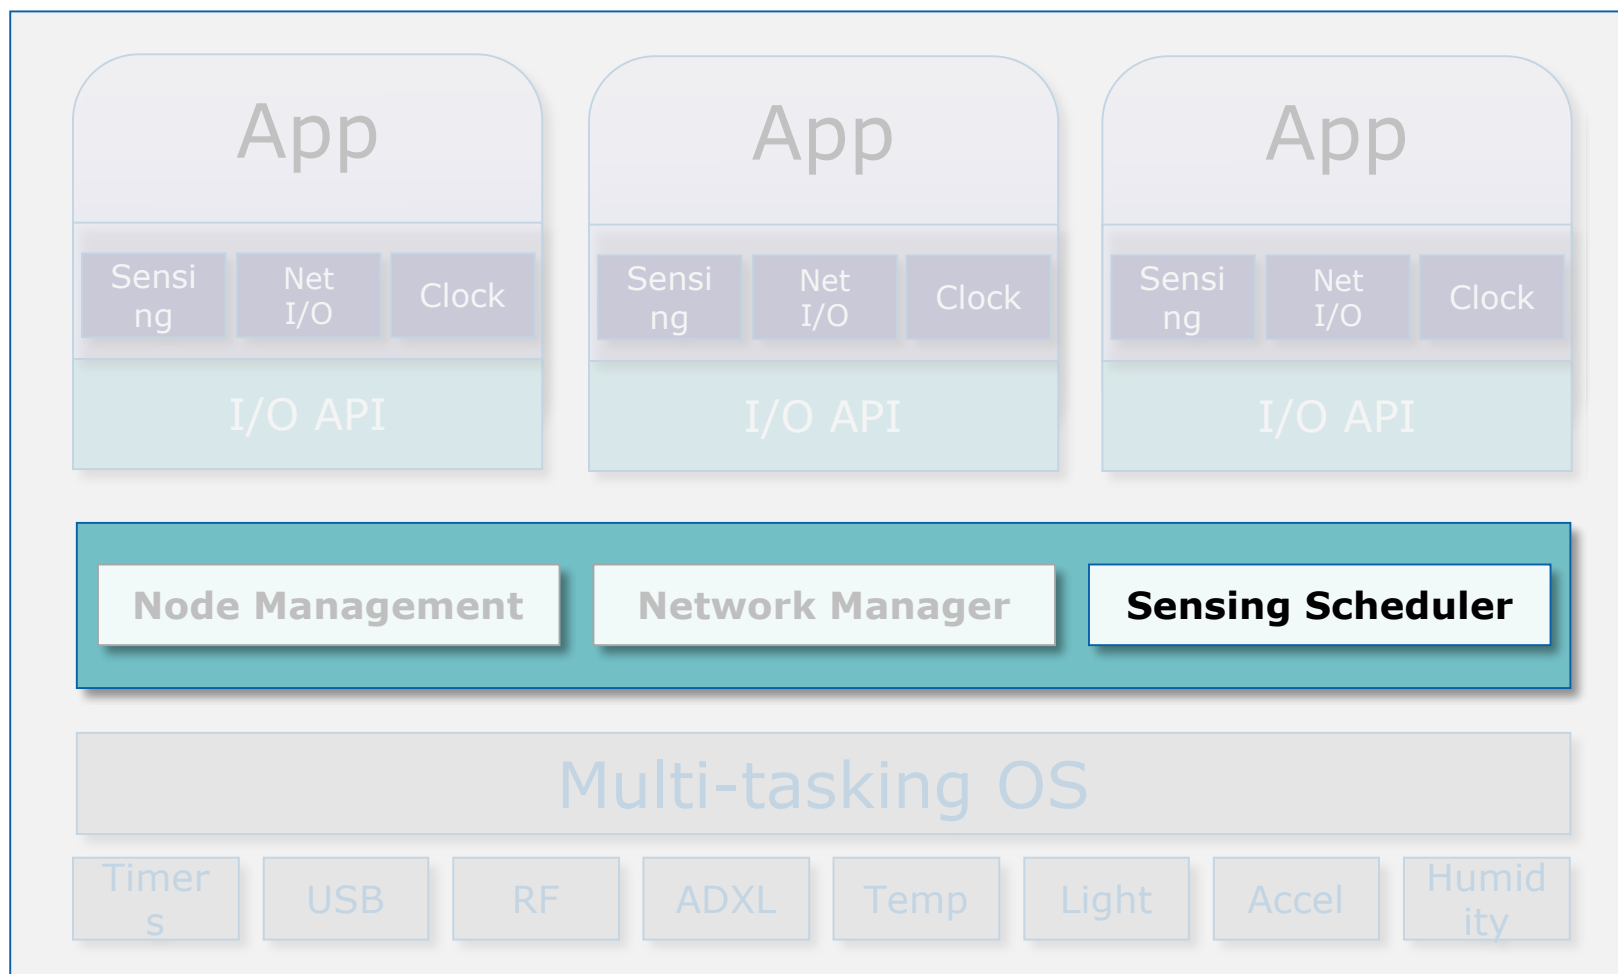 App
App
App
Sensi
ng
Net
I/O
Clock
Sensi
ng
Net
I/O
Clock
Sensi
ng
Net
I/O
Clock
I/O API
I/O API
I/O API
Node Management
Network Manager
Sensing Scheduler
Multi-tasking OS
Timer
s
USB
RF
ADXL
Temp
Light
Accel
Humid
ity